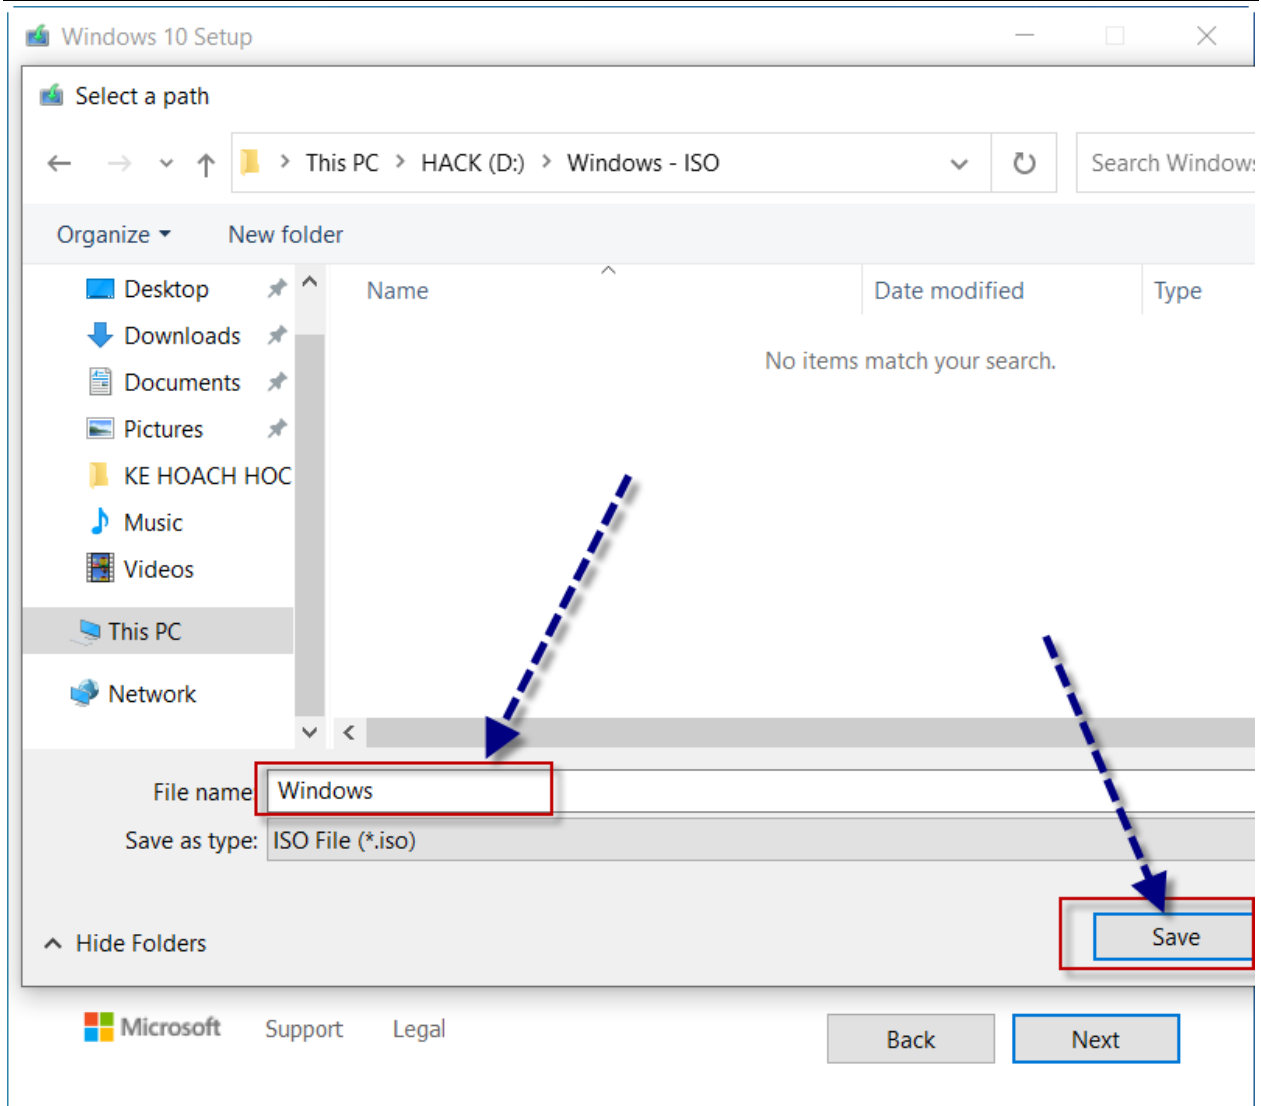 Windows 10 Setup
Select a path
This PC > HACK (D:) > Windows - ISO
Search Windows
Organize
New folder
Desktop
Downloads
Documents
Pictures
KE HOACH HOC
Music
Videos
This PC
Network
Name
Date modified
Type
No items match your search.
File name
Windows
Save as type: ISO File (*.iso)
Hide Folders
Save
Microsoft
Support
Legal
Back
Next